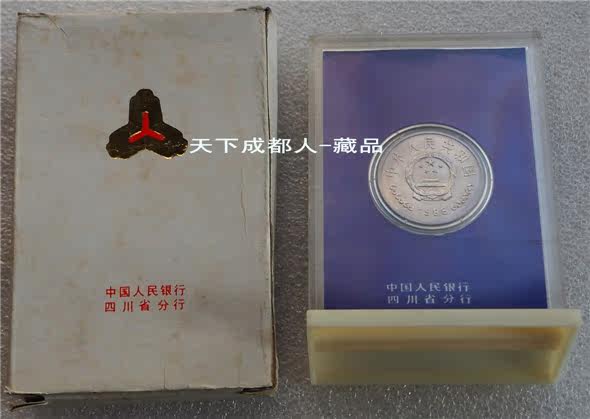 天下成都人-藏品
中国人民银行
四川省分行
中华人民共和国
1986
中国人民银行
四川省分行